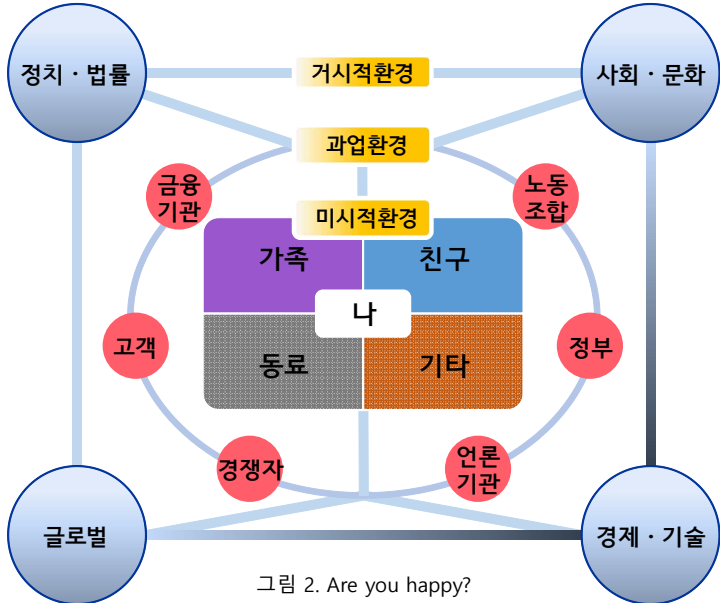 정치 · 법률
거시적환경
사회 · 문화
과업환경
금융
기관
노동
조합
미시적환경
가족
친구
나
고객
정부
동료
기타
경쟁자
언론
기관
글로벌
경제 · 기술
그림 2. Are you happy?